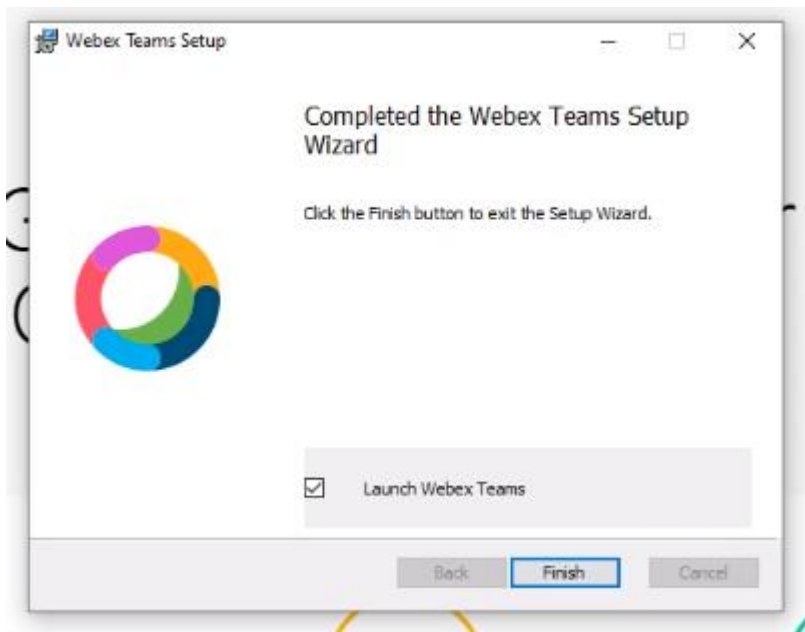 Webex Teams Setup
Completed the Webex Teams Setup
Wizard
Click the Finish button to exit the Setup Wizard.
Launch Webex Teams
Back Finish Cancel